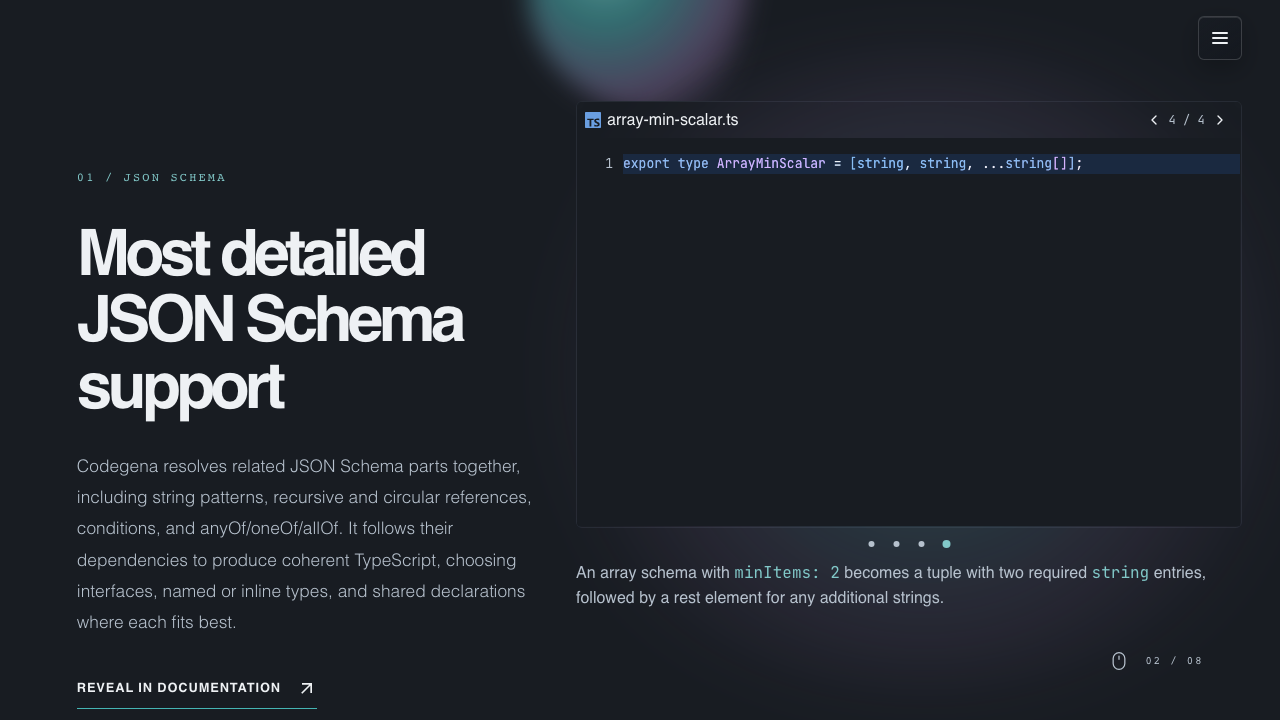 01 / JSON SCHEMA
Most detailed
JSON Schema
support
Codegena resolves related JSON Schema parts together,
including string patterns, recursive and circular references,
conditions, and anyOf/oneOf/allOf. It follows their
dependencies to produce coherent TypeScript, choosing
interfaces, named or inline types, and shared declarations
where each fits best.
REVEAL IN DOCUMENTATION
TS array-min-scalar.ts
4 / 4
1 export type ArrayMinScalar = [string, string, ...string[]];
An array schema with minItems: 2 becomes a tuple with two required string entries,
followed by a rest element for any additional strings.
02 / 08